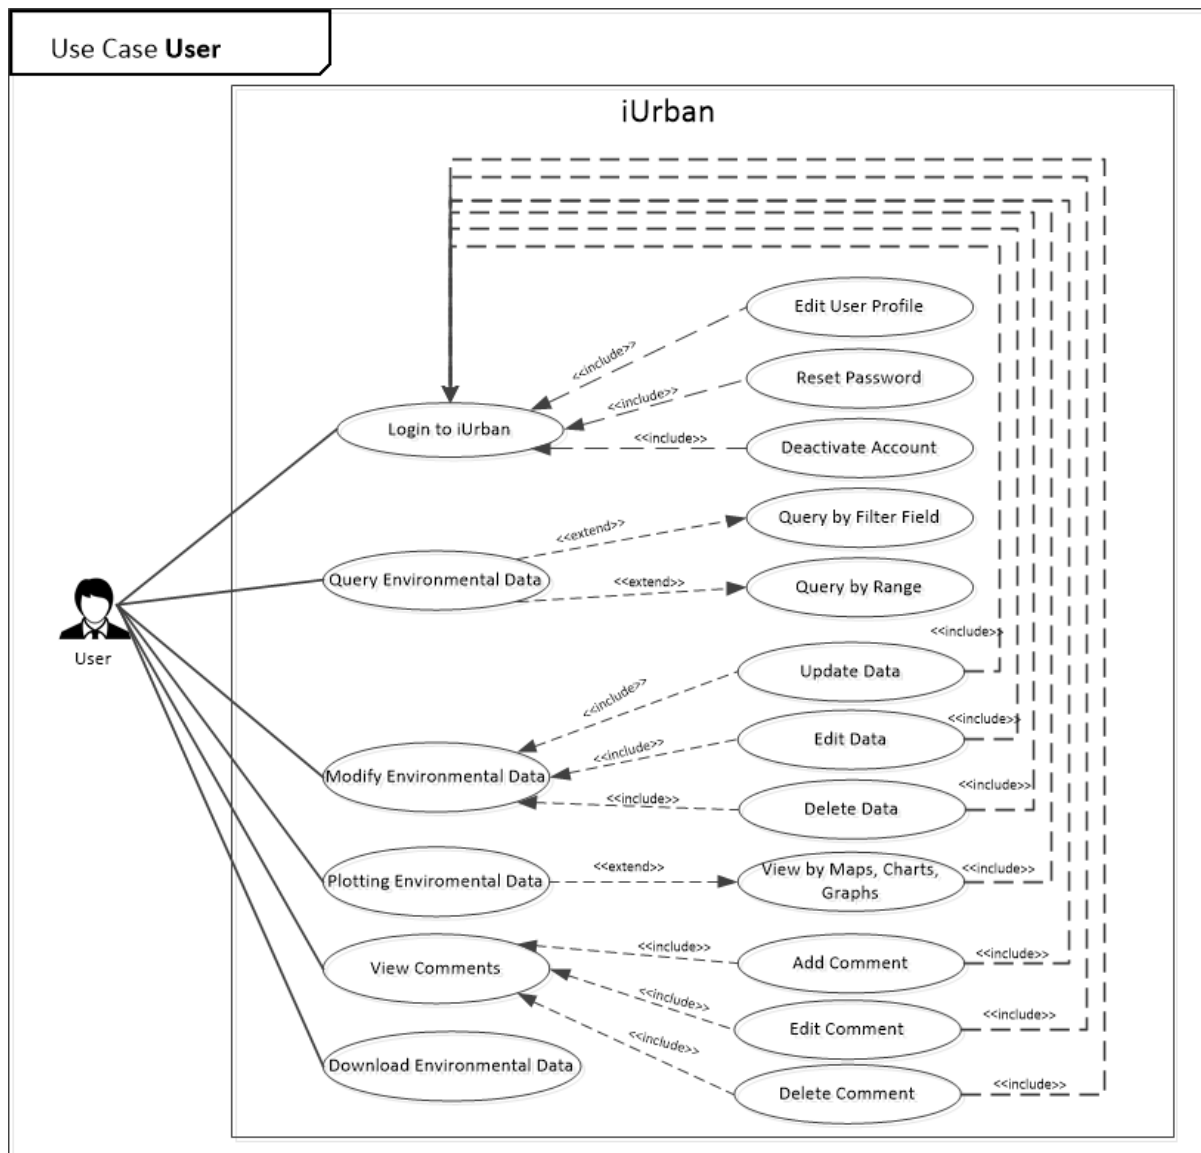 Use Case User
iUrban
Edit User Profile
<<include>>
Reset Password
<<include>>
Login to iUrban
<<include>>
Deactivate Account
Query by Filter Field
<<extend>>
Query Environmental Data
<<extend>>
Query by Range
<<include>>
User
Update Data
<<include>>
<<include>>
Edit Data
<<include>>
Modify Environmental Data
<<include>>
<<include>>
Delete Data
Plotting Enviromental Data
<<extend>>
View by Maps, Charts,
Graphs
<<include>>
<<include>>
Add Comment
<<include>>
View Comments
<<include>>
Edit Comment
<<include>>
<<include>>
Download Environmental Data
Delete Comment
<<include>>